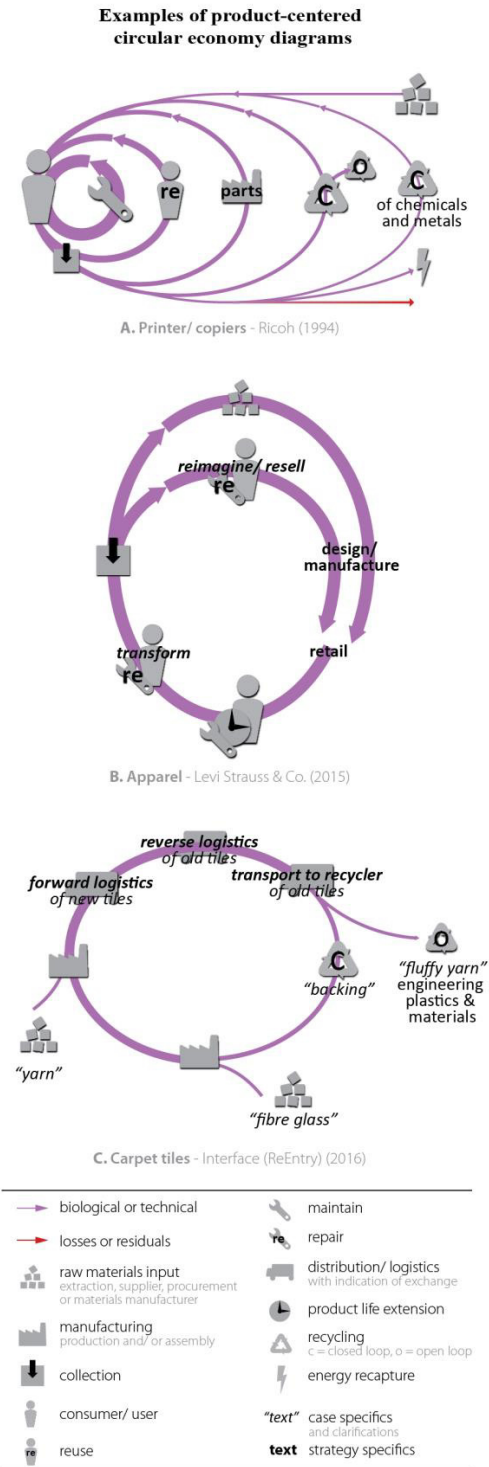 Examples of product-centered
circular economy diagrams
re
parts
C
O
C
of chemicals
and metals
A. Printer/ copiers - Ricoh (1994)
reimagine/ resell
re
design/
manufacture
transform
re
retail
B. Apparel - Levi Strauss & Co. (2015)
reverse logistics
of old tiles
forward logistics
of new tiles
transport to recycler
of old tiles
C
"backing"
O
"fluffy yarn"
engineering
plastics &
materials
"yarn"
"fibre glass"
C. Carpet tiles - Interface (ReEntry) (2016)
biological or technical
losses or residuals
raw materials input
extraction, supplier, procurement
or materials manufacturer
manufacturing
production and/ or assembly
collection
consumer/ user
re
reuse
maintain
re
repair
distribution/ logistics
with indication of exchange
product life extension
recycling
c = closed loop, o = open loop
energy recapture
"text"
case specifics
and clarifications
text
strategy specifics